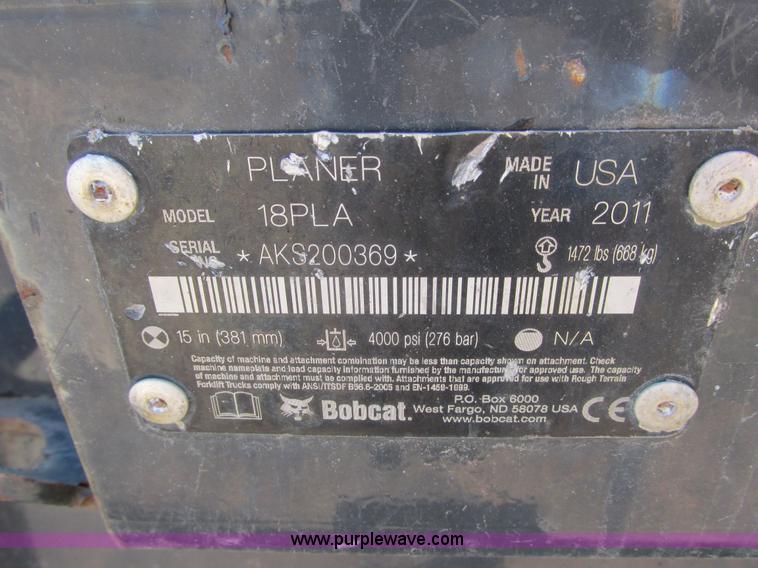 PLANER MADE IN USA
MODEL 18PLA YEAR 2011
SERIAL *AKS200369* 1472 lbs (668 kg)
15 in (381 mm) 4000 psi (276 bar) N/A
Capacity of machine and attachment combination may be less than capacity shown on attachment. Check
machine nameplate and load capacity information furnished by the manufacturer for approved use. The capacity
of machine and attachment must be complied with. Attachments that are approved for use with Rough Terrain
Forklift Trucks comply with ANSI/ITSDF B56.6-2005 and EN-1459-1999.
Bobcat. P.O. Box 6000
West Fargo, ND 58078 USA CE
www.bobcat.com
www.purplewave.com